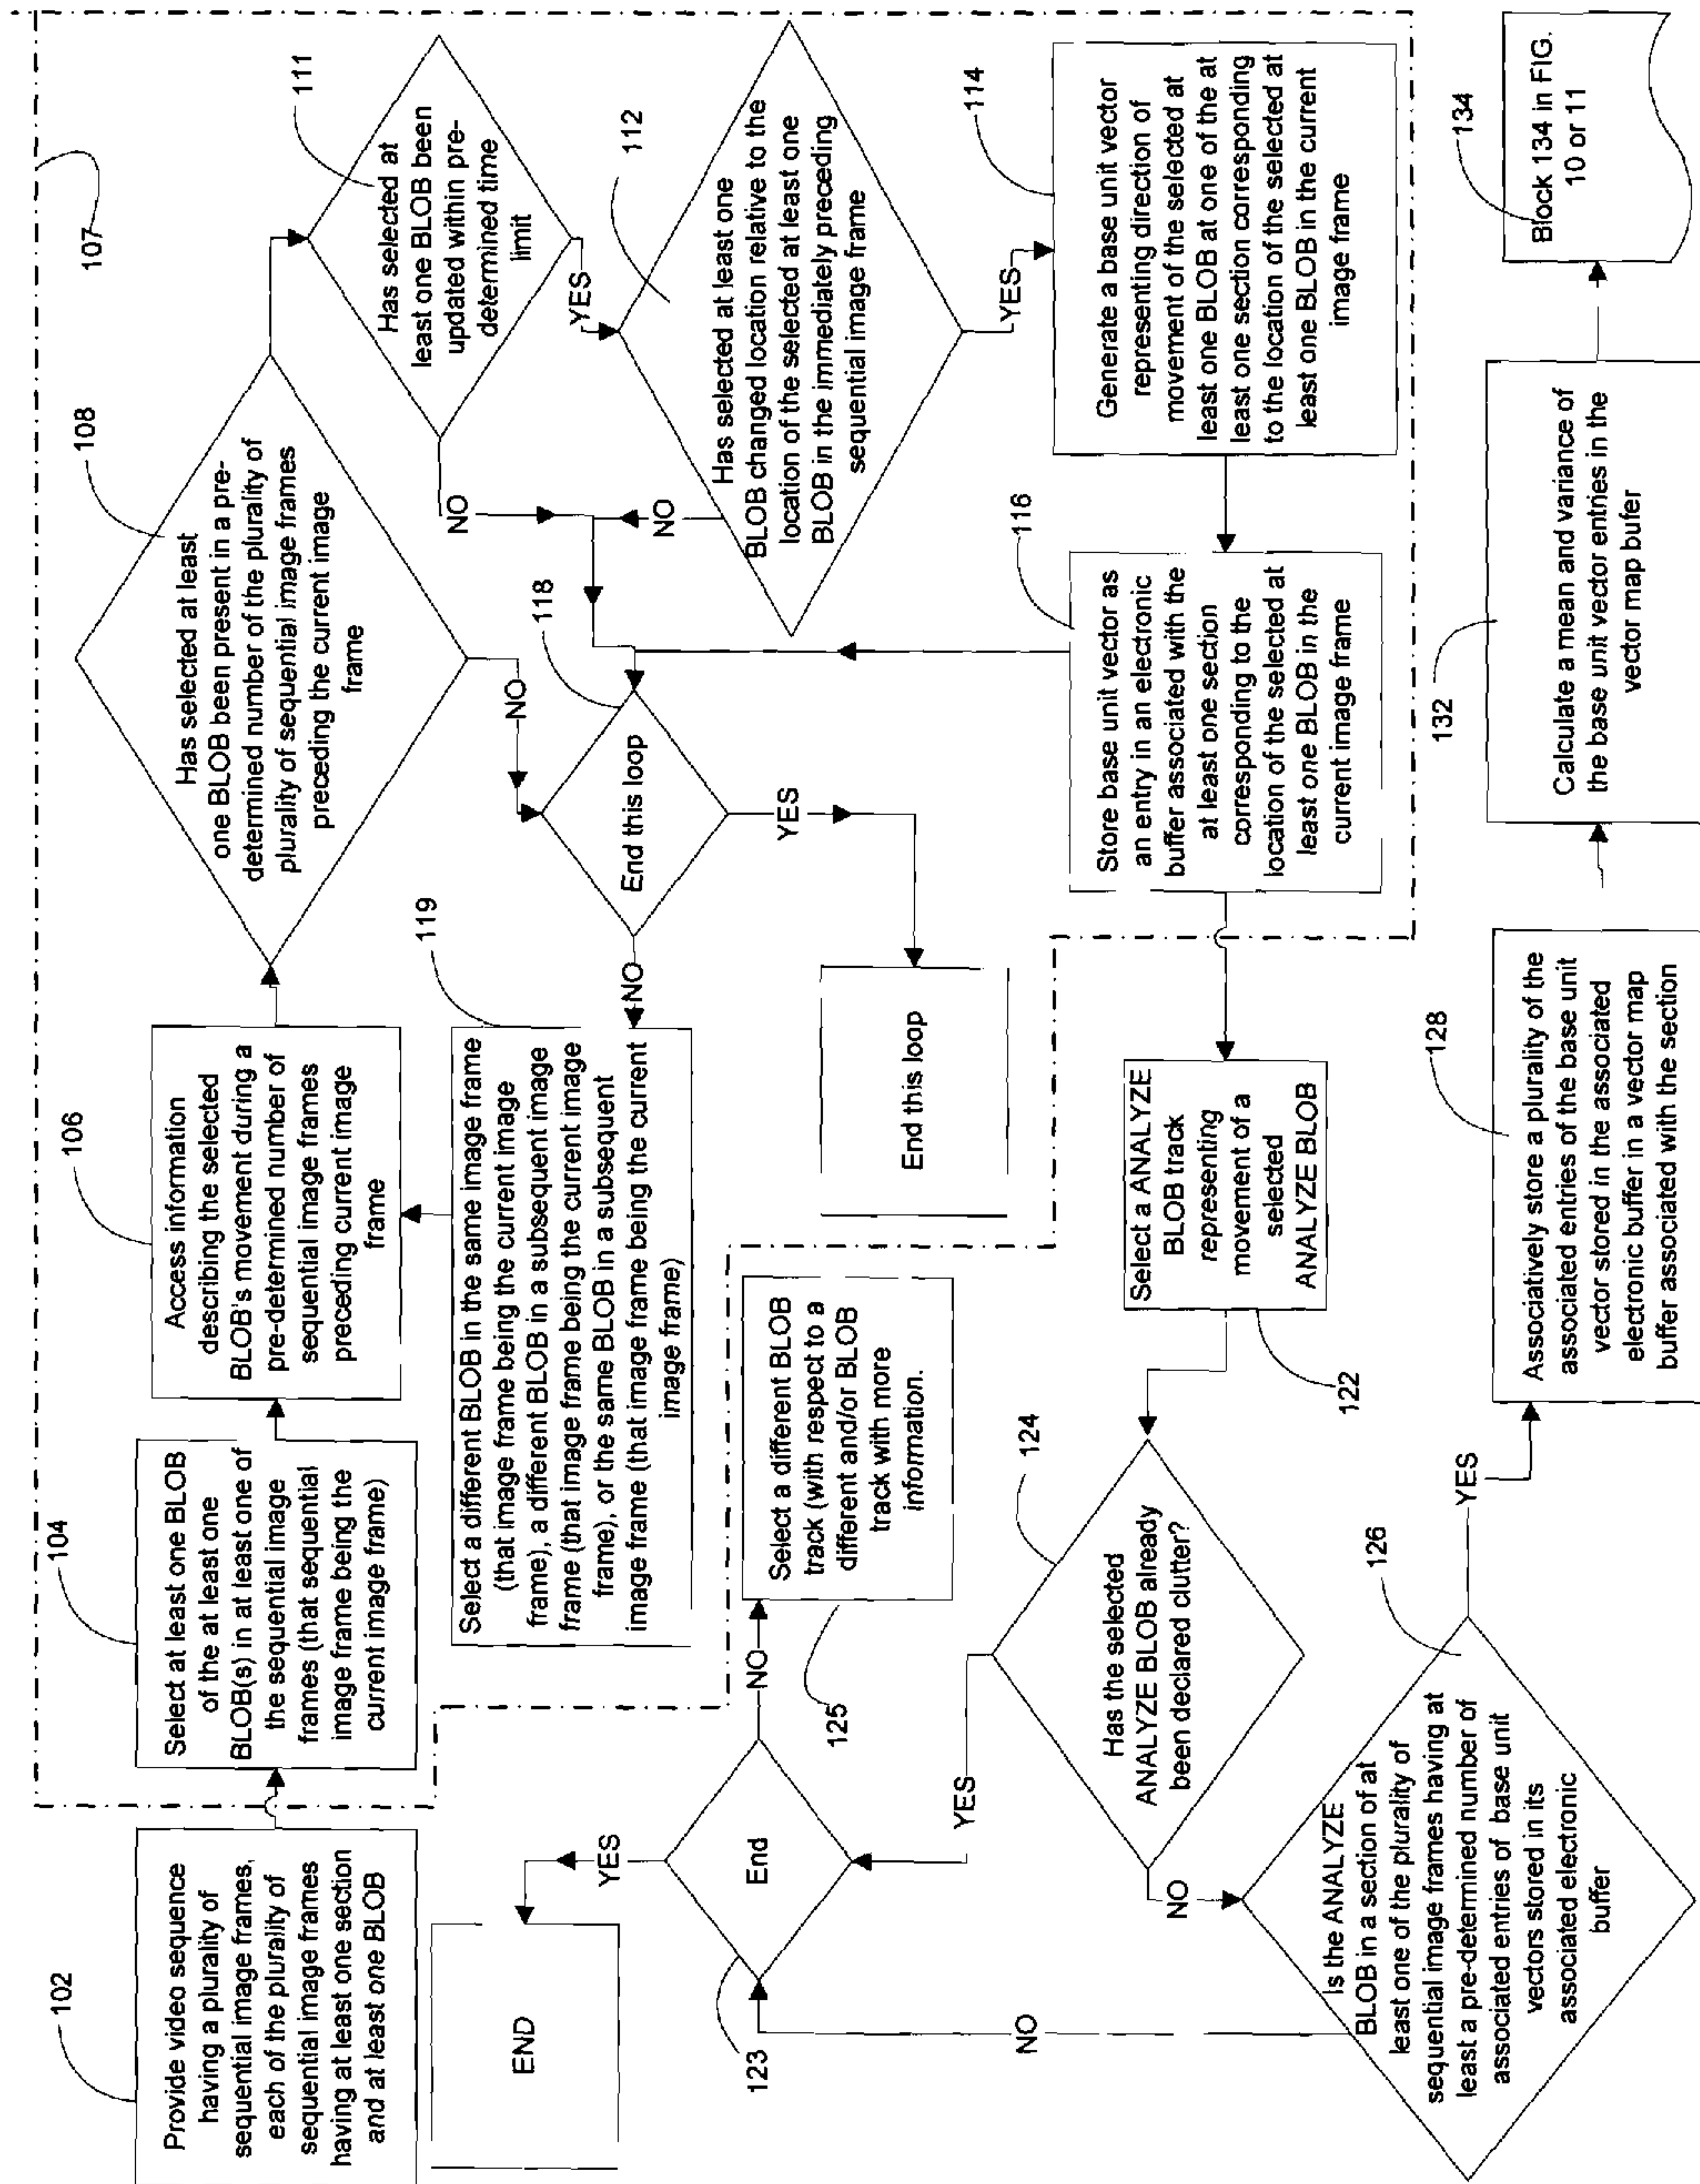 102
Provide video sequence
having a plurality of
sequential image frames,
each of the plurality of
sequential image frames
having at least one section
and at least one BLOB
104
Select at least one BLOB
of the at least one
BLOB(s) in at least one of
the sequential image
frames (that sequential
image frame being the
current image frame)
106
Access information
describing the selected
BLOB's movement during a
pre-determined number of
sequential image frames
preceding current image
frame
107
108
Has selected at least
one BLOB been present in a pre-
determined number of the plurality of
plurality of sequential image frames
preceding the current image
frame
NO
111
Has selected at
least one BLOB been
updated within pre-
determined time
limit
NO
YES
112
Has selected at least one
BLOB changed location relative to the
location of the selected at least one
BLOB in the immediately preceding
sequential image frame
NO
YES
114
Generate a base unit vector
representing direction of
movement of the selected at
least one BLOB at one of the at
least one section corresponding
to the location of the selected at
least one BLOB in the current
image frame
116
Store base unit vector as
an entry in an electronic
buffer associated with the
at least one section
corresponding to the
location of the selected at
least one BLOB in the
current image frame
118
End this loop
NO
YES
End this loop
119
Select a different BLOB in the same image frame
(that image frame being the current image
frame), a different BLOB in a subsequent image
frame (that image frame being the current image
frame), or the same BLOB in a subsequent
image frame (that image frame being the current
image frame)
122
Select a ANALYZE
BLOB track
representing
movement of a
selected
ANALYZE BLOB
124
Has the selected
ANALYZE BLOB already
been declared clutter?
YES
NO
123
End
YES
NO
END
125
Select a different BLOB
track (with respect to a
different and/or BLOB
track with more
information.
126
Is the ANALYZE
BLOB in a section of at
least one of the plurality of
sequential image frames having at
least a pre-determined number of
associated entries of base unit
vectors stored in its
associated electronic
buffer
NO
YES
128
Associatively store a plurality of the
associated entries of the base unit
vector stored in the associated
electronic buffer in a vector map
buffer associated with the section
132
Calculate a mean and variance of
the base unit vector entries in the
vector map bufer
134
Block 134 in FIG.
10 or 11